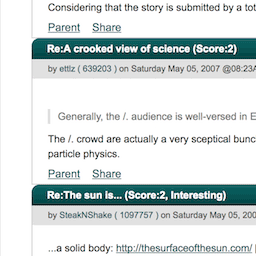 Considering that the story is submitted by a tot
Parent Share
Re:A crooked view of science (Score:2)
by ettlz ( 639203 ) on Saturday May 05, 2007 @08:23A
Generally, the /. audience is well-versed in E
The /. crowd are actually a very sceptical bunc
particle physics.
Parent Share
Re:The sun is... (Score:2, Interesting)
by SteakNShake ( 1097757 ) on Saturday May 05, 200
...a solid body: http://thesurfaceofthesun.com/